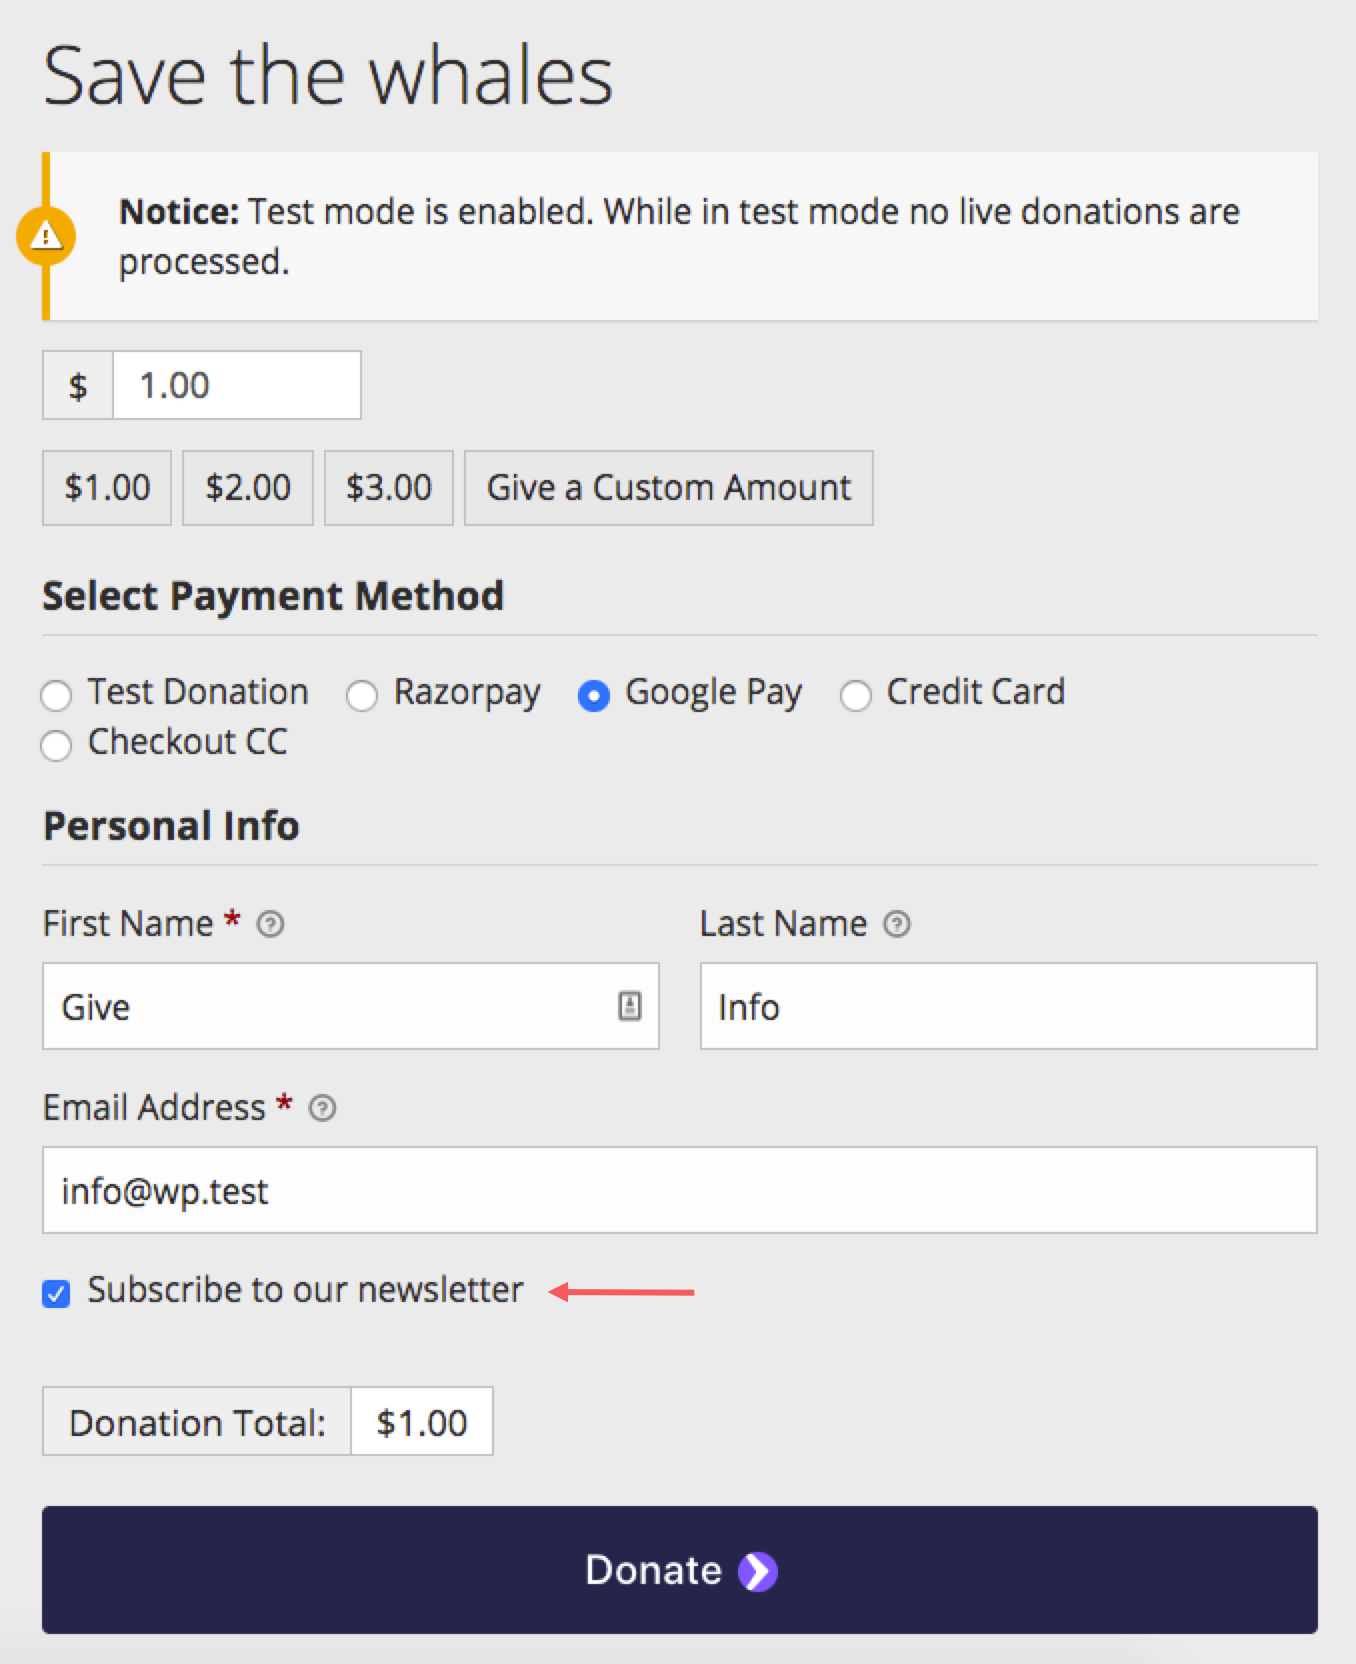 Save the whales
Notice: Test mode is enabled. While in test mode no live donations are
processed.
$ 1.00
$1.00 $2.00 $3.00 Give a Custom Amount
Select Payment Method
Test Donation Razorpay Google Pay Credit Card
Checkout CC
Personal Info
First Name * Last Name
Give Info
Email Address *
info@wp.test
Subscribe to our newsletter
Donation Total: $1.00
Donate